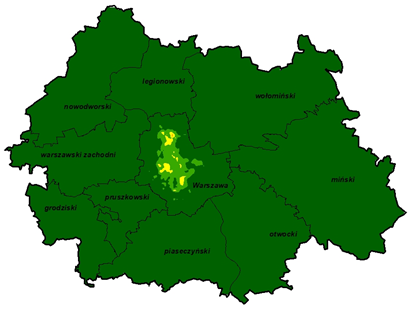 legionowski
wołomiński
nowodworski
warszawski zachodni
Warszawa
miński
pruszkowski
grodziski
otwocki
piaseczyński